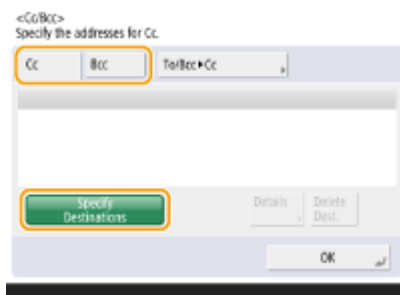 <Cc/Bcc>
Specify the addresses for Cc.
Cc Bcc To/Bcc▶Cc
Specify
Destinations
Details Delete
Dest.
OK